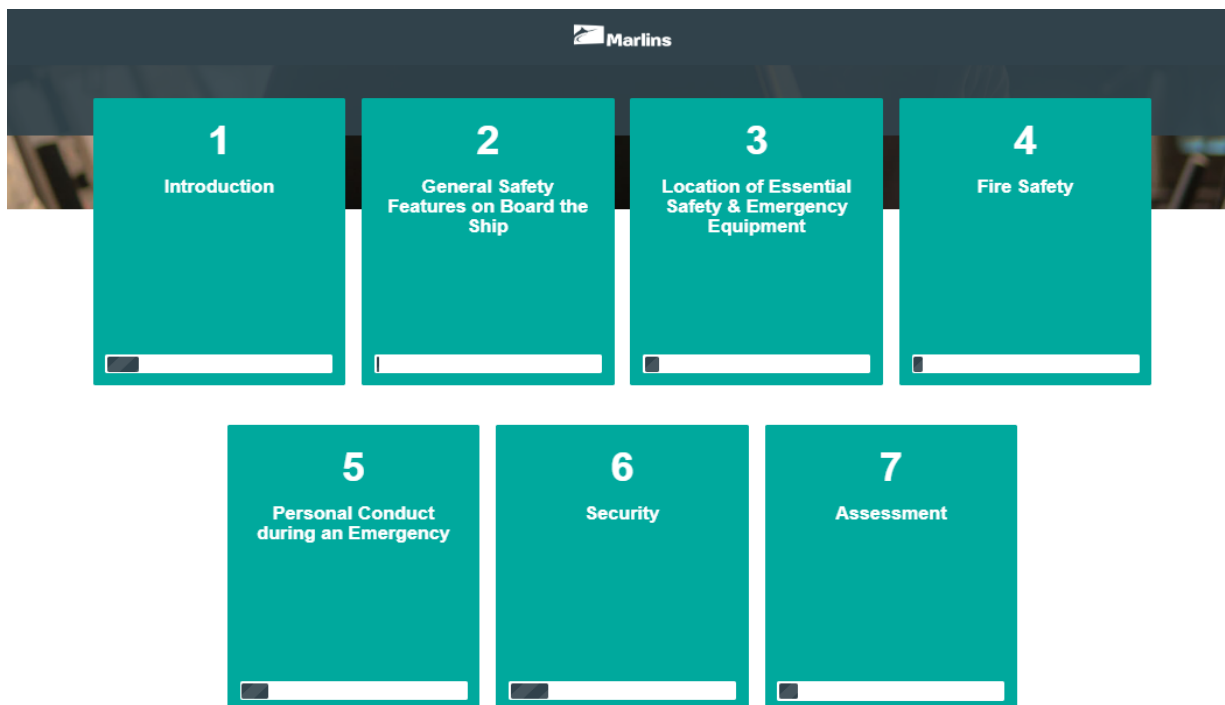 Marlins
1
Introduction
2
General Safety
Features on Board the
Ship
3
Location of Essential
Safety & Emergency
Equipment
4
Fire Safety
5
Personal Conduct
during an Emergency
6
Security
7
Assessment